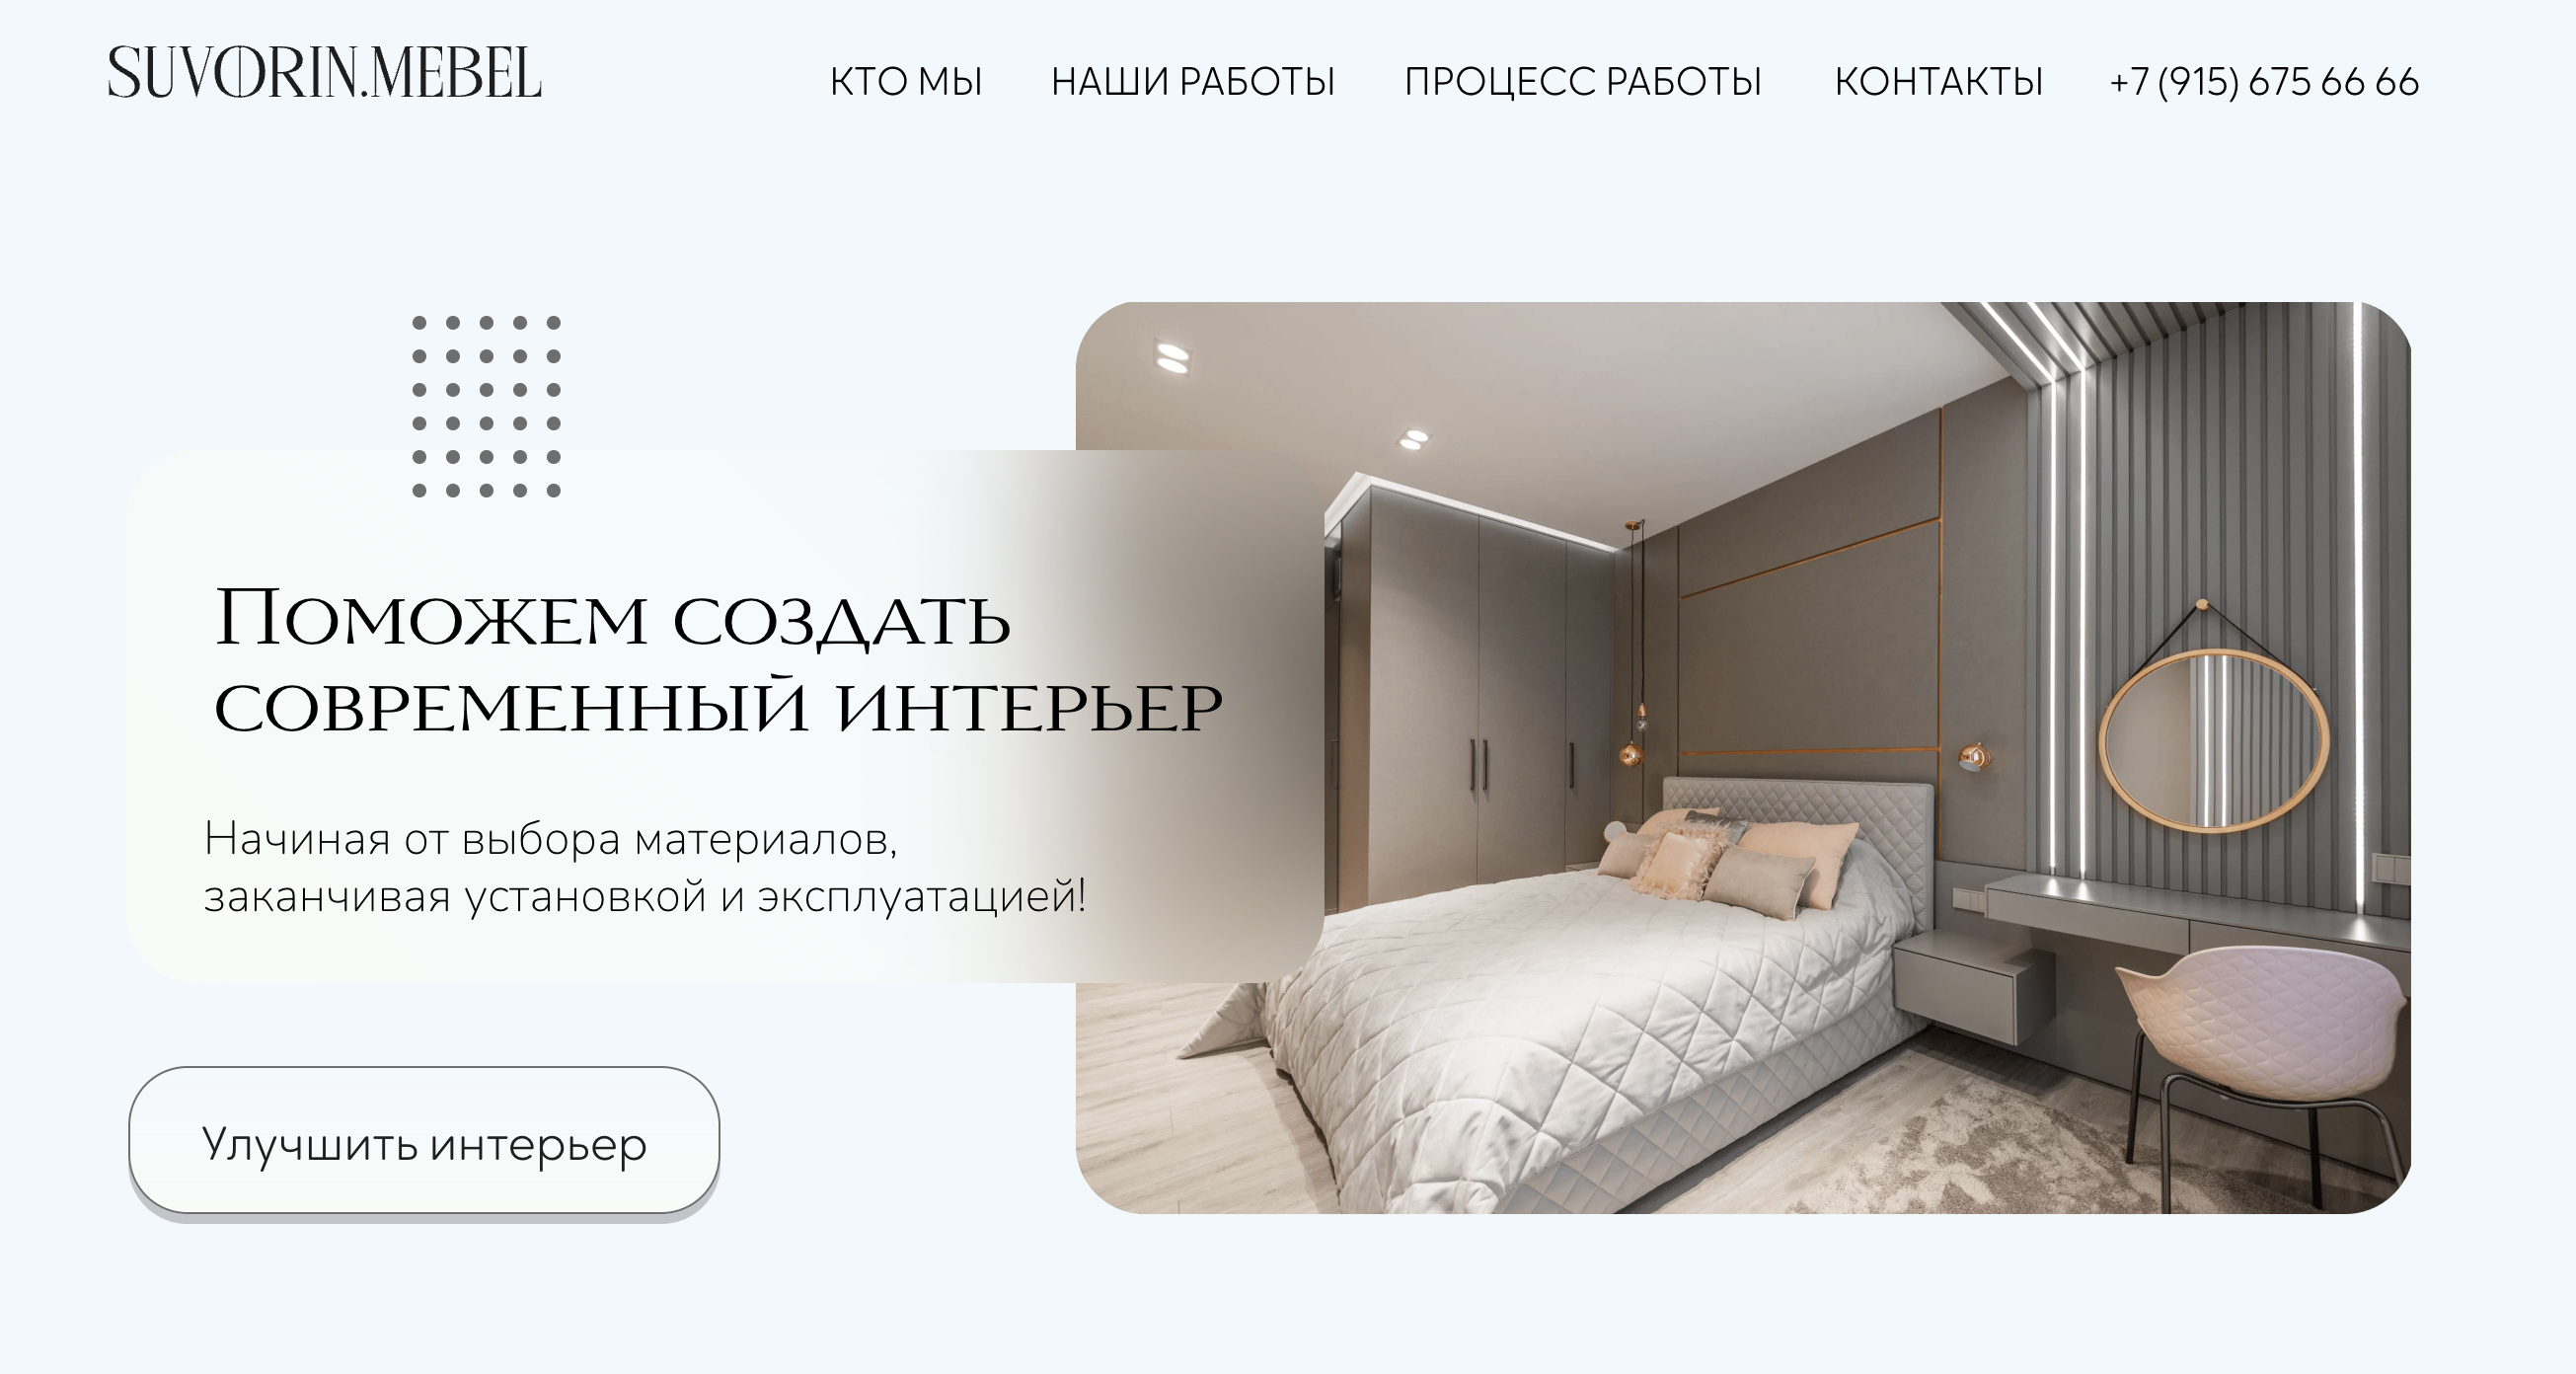 SUVORIN.MEBEL
КТО МЫ
НАШИ РАБОТЫ
ПРОЦЕСС РАБОТЫ
КОНТАКТЫ
+7 (915) 675 66 66
Поможем создать
современный интерьер
Начиная от выбора материалов,
заканчивая установкой и эксплуатацией!
Улучшить интерьер